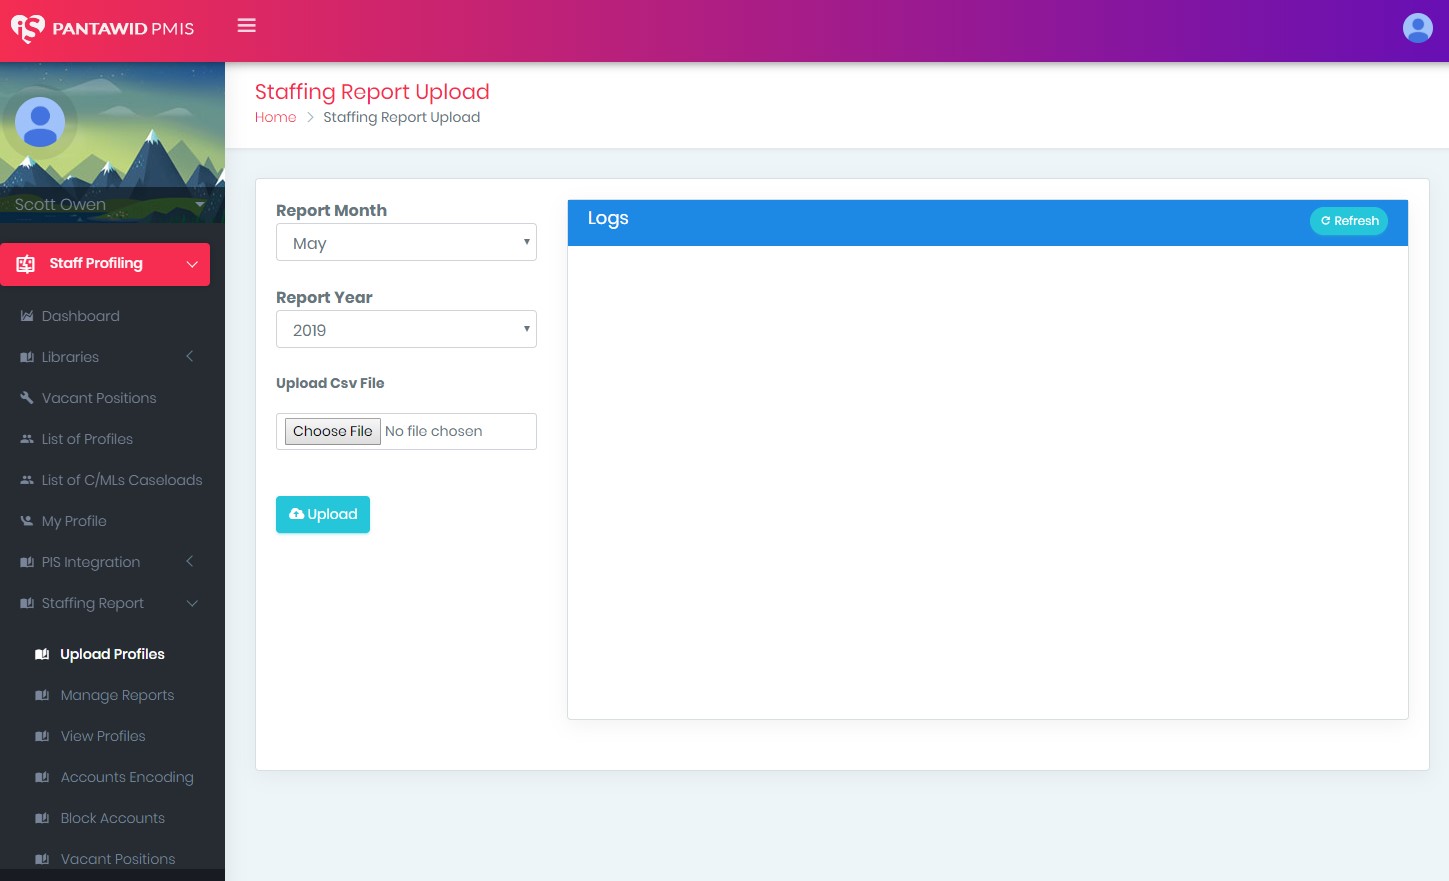 PANTAWID PMIS
Staffing Report Upload
Home > Staffing Report Upload
Scott Owen
Staff Profiling
Dashboard
Libraries
Vacant Positions
List of Profiles
List of C/MLs Caseloads
My Profile
PIS Integration
Staffing Report
Upload Profiles
Manage Reports
View Profiles
Accounts Encoding
Block Accounts
Vacant Positions
Report Month
May
Report Year
2019
Upload Csv File
Choose File No file chosen
Upload
Logs
Refresh